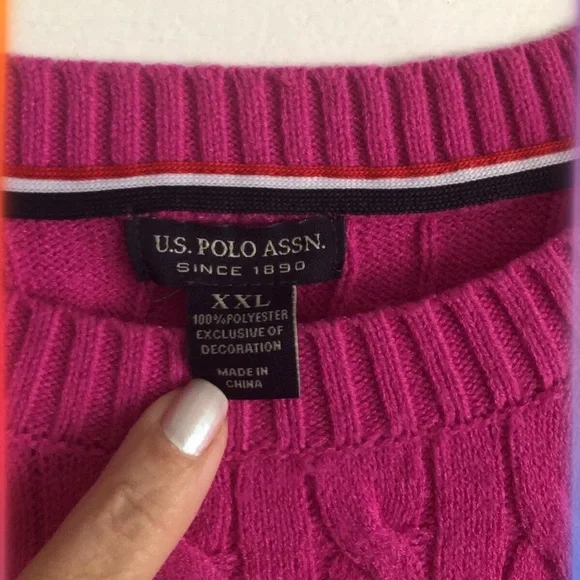 U.S. POLO ASSN.
SINCE 1890
XXL
100% POLYESTER
EXCLUSIVE OF
DECORATION
MADE IN
CHINA